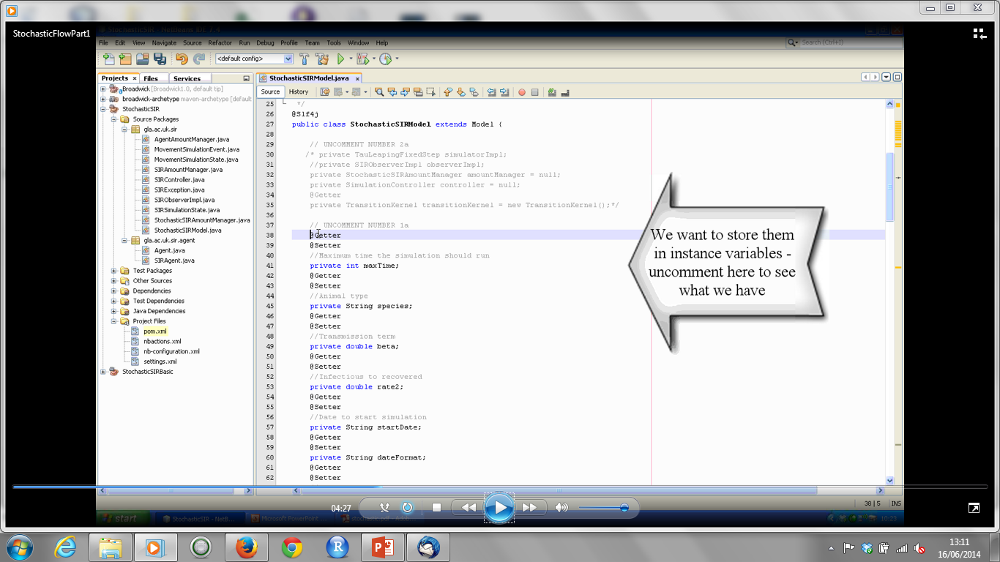 StochasticFlowPart1
StochasticSIR - NetBeans IDE 7.4
File Edit View Navigate Source Refactor Run Debug Profile Team Tools Window Help
Search (Ctrl+I)
<default config>
Projects Files Services
StochasticSIRModel.java
Source History
Broadwick [Broadwick1.0, default tip]
broadwick-archetype maven-archetype [default
StochasticSIR
Source Packages
gla.ac.uk.sir
AgentAmountManager.java
MovementSimulationEvent.java
MovementSimulationState.java
SIRAmountManager.java
SIRController.java
SIRException.java
SIRObserverImpl.java
SIRSimulationState.java
StochasticSIRAmountManager.java
StochasticSIRModel.java
gla.ac.uk.sir.agent
Agent.java
SIRAgent.java
Test Packages
Other Sources
Dependencies
Test Dependencies
Java Dependencies
Project Files
pom.xml
nbactions.xml
nb-configuration.xml
settings.xml
StochasticSIRBasic
25 */
26 @Slf4j
27 public class StochasticSIRModel extends Model {
28
29 // UNCOMMENT NUMBER 2a
30 /* private TauLeapingFixedStep simulatorImpl;
31 //private SIRObserverImpl observerImpl;
32 private StochasticSIRAmountManager amountManager = null;
33 private SimulationController controller = null;
34 @Getter
35 private TransitionKernel transitionKernel = new TransitionKernel();*/
36
37 // UNCOMMENT NUMBER 1a
38 @Getter
39 @Setter
40 //Maximum time the simulation should run
41 private int maxTime;
42 @Getter
43 @Setter
44 //Animal type
45 private String species;
46 @Getter
47 @Setter
48 //Transmission term
49 private double beta;
50 @Getter
51 @Setter
52 //Infectious to recovered
53 private double rate2;
54 @Getter
55 @Setter
56 //Date to start simulation
57 private String startDate;
58 @Getter
59 @Setter
60 private String dateFormat;
61 @Getter
62 @Setter
We want to store them
in instance variables -
uncomment here to see
what we have
38 | 5 INS
04:27
start
StochasticSIR - NetB...
Microsoft PowerPoint ...
stochastic.pdf - Adob...
10:23
13:11
16/06/2014